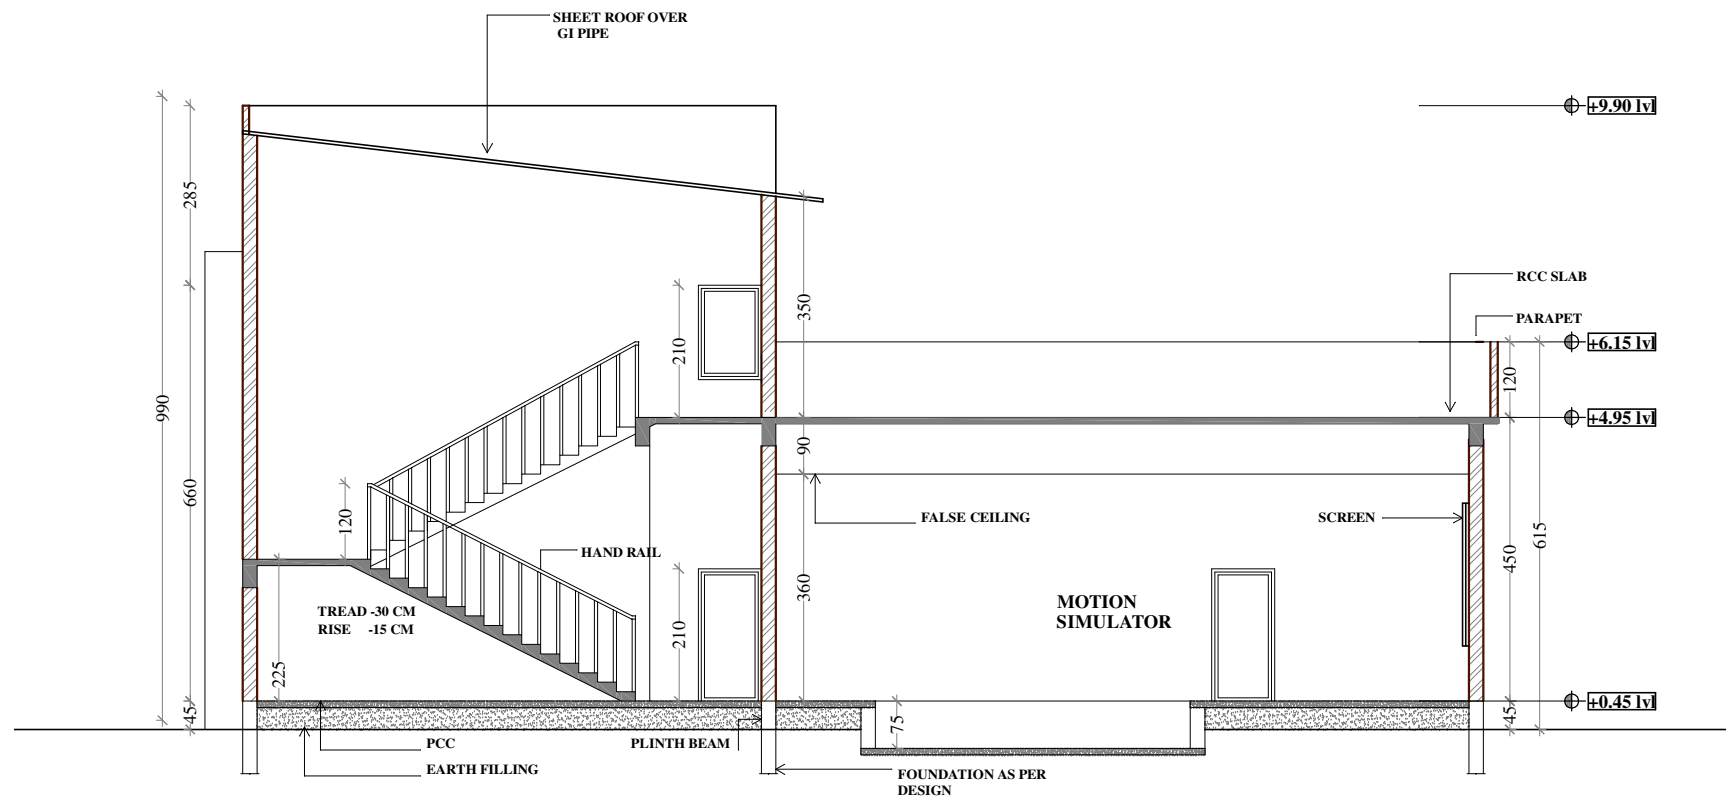 SHEET ROOF OVER
GI PIPE
+9.90 lvl
285
350
RCC SLAB
PARAPET
+6.15 lvl
210
120
990
+4.95 lvl
90
660
120
FALSE CEILING
SCREEN
615
450
HAND RAIL
360
TREAD -30 CM
RISE -15 CM
MOTION
SIMULATOR
210
225
+0.45 lvl
45
75
45
PCC
PLINTH BEAM
EARTH FILLING
FOUNDATION AS PER
DESIGN